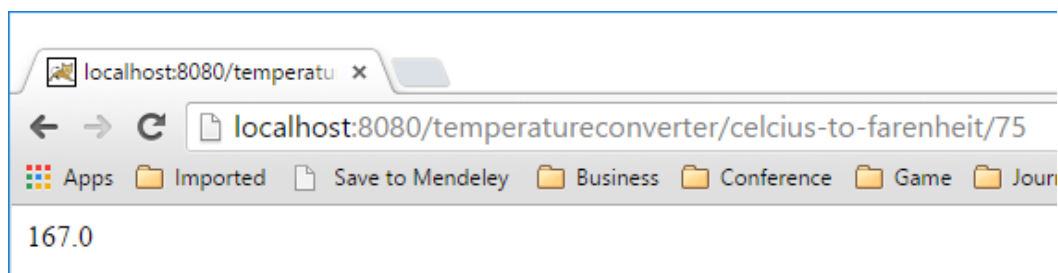 localhost:8080/temperatu
localhost:8080/temperatureconverter/celcius-to-farenheit/75
Apps Imported Save to Mendeley Business Conference Game Jour
167.0